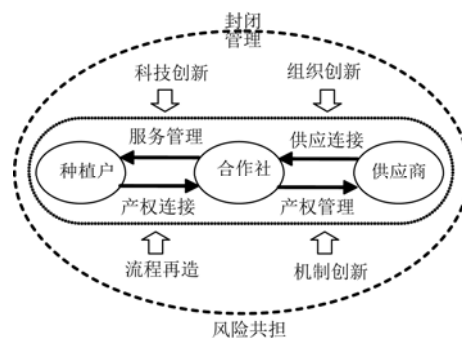 封闭
管理
科技创新
组织创新
服务管理
供应连接
种植户
合作社
供应商
产权连接
产权管理
流程再造
机制创新
风险共担